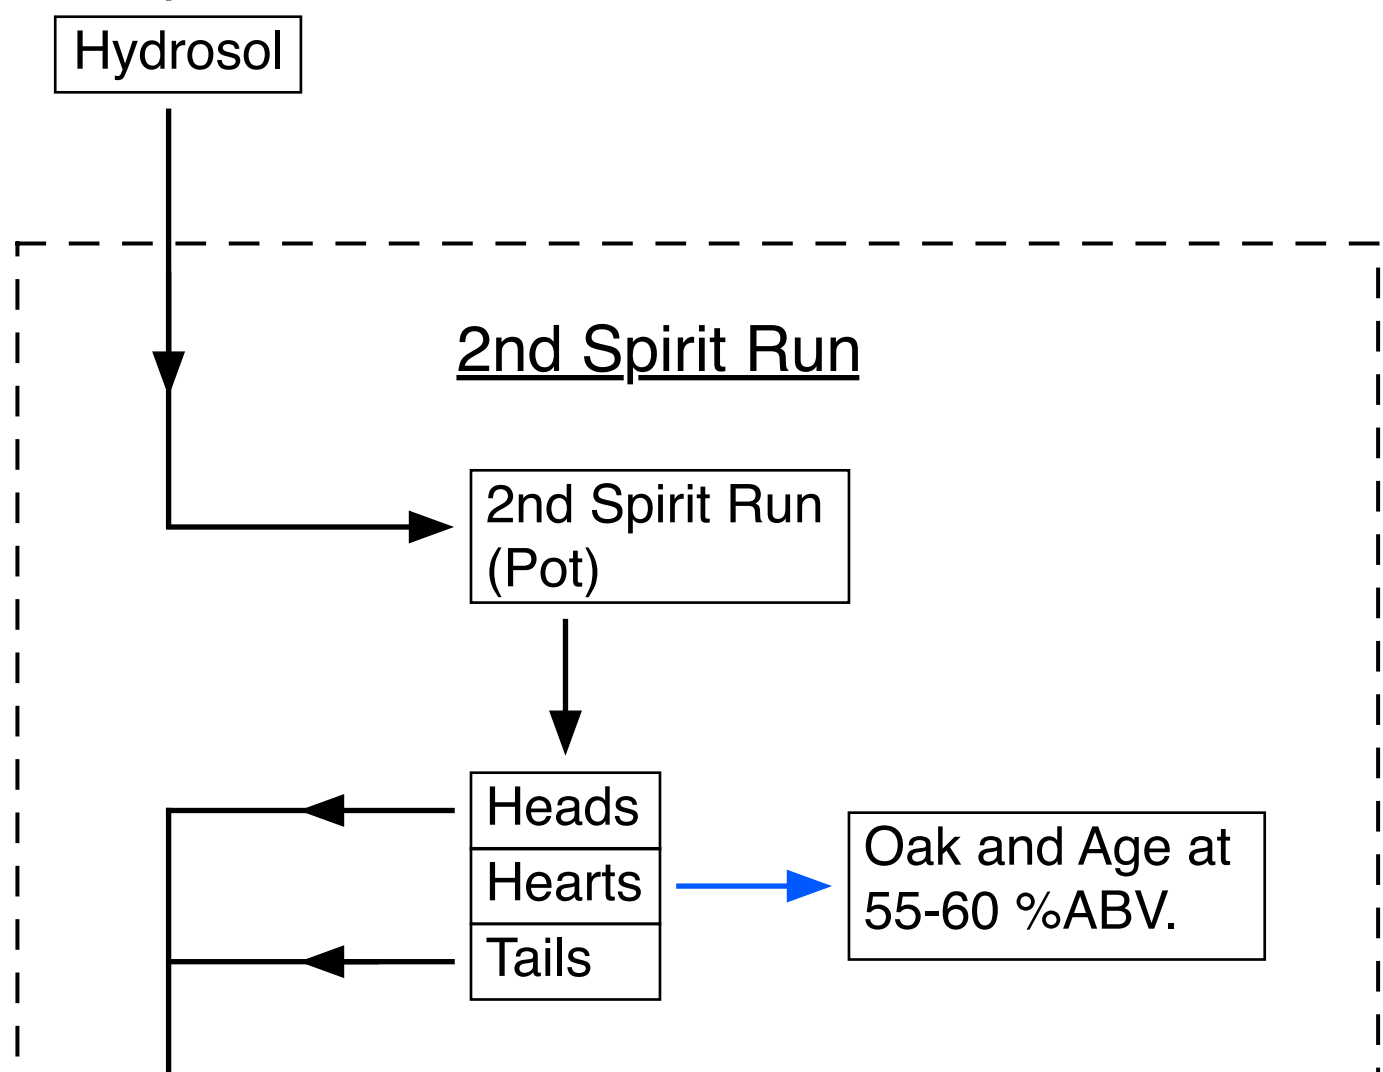 Hydrosol
2nd Spirit Run
2nd Spirit Run
(Pot)
Heads
Hearts
Tails
Oak and Age at
55-60 %ABV.